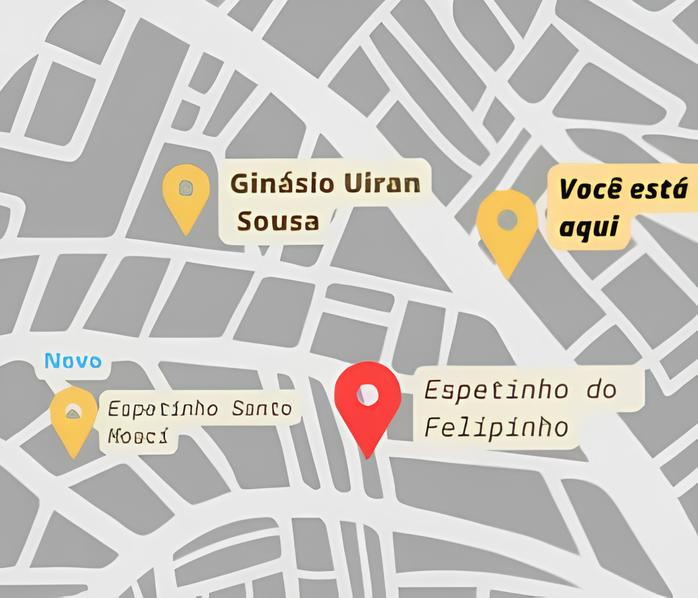 Ginásio Uiran
Sousa
Você está
aqui
Novo
Espetinho do
Felipinho